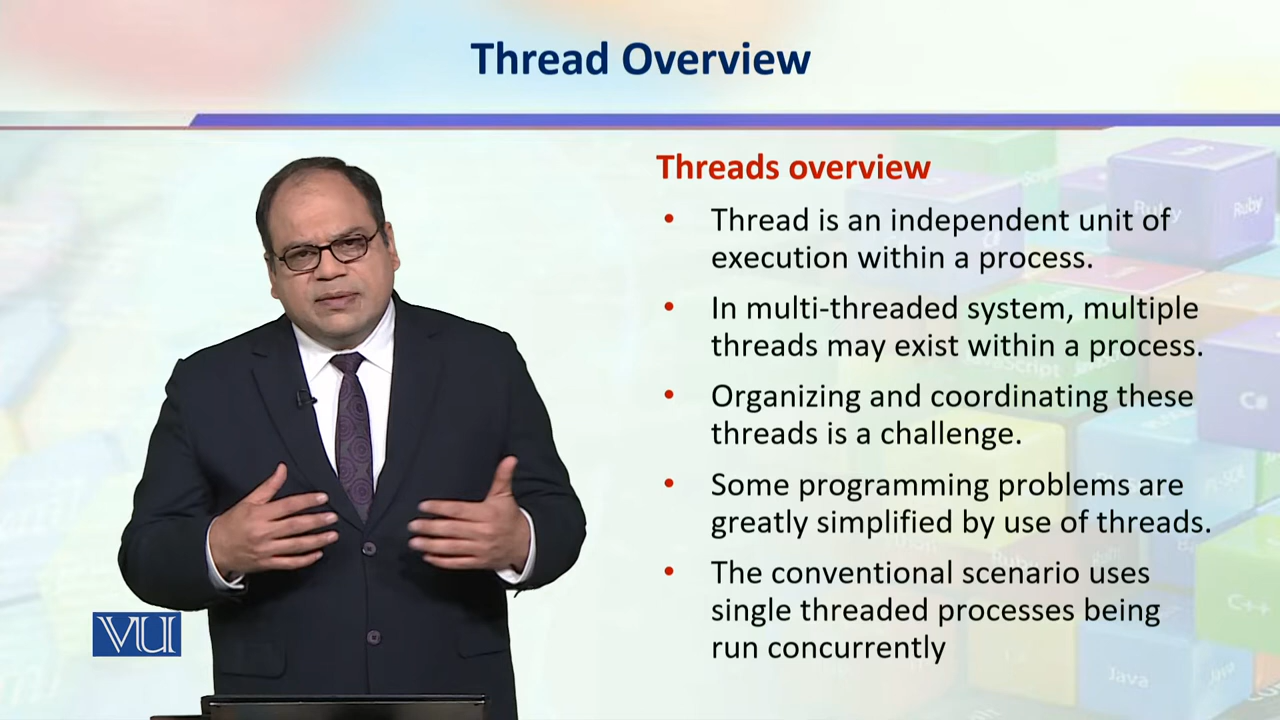 Thread Overview
Threads overview
• Thread is an independent unit of
execution within a process.
• In multi-threaded system, multiple
threads may exist within a process.
• Organizing and coordinating these
threads is a challenge.
• Some programming problems are
greatly simplified by use of threads.
• The conventional scenario uses
single threaded processes being
run concurrently
VU
Ruby
Ruby
JavaScript
C#
Ruby
C++
Java